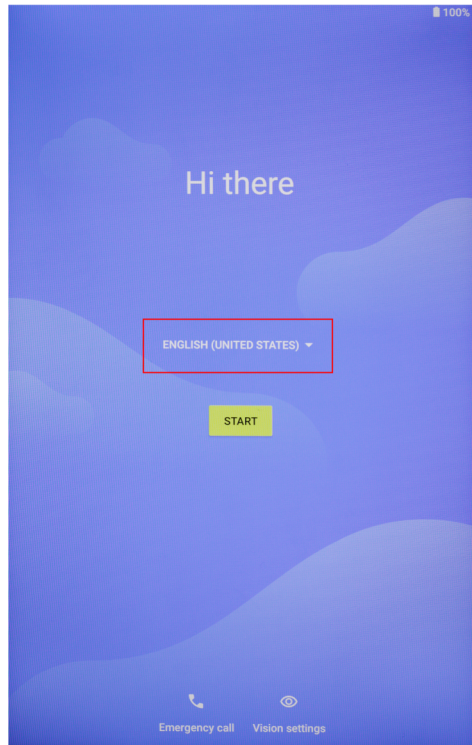 100%
Hi there
ENGLISH (UNITED STATES)
START
Emergency call Vision settings